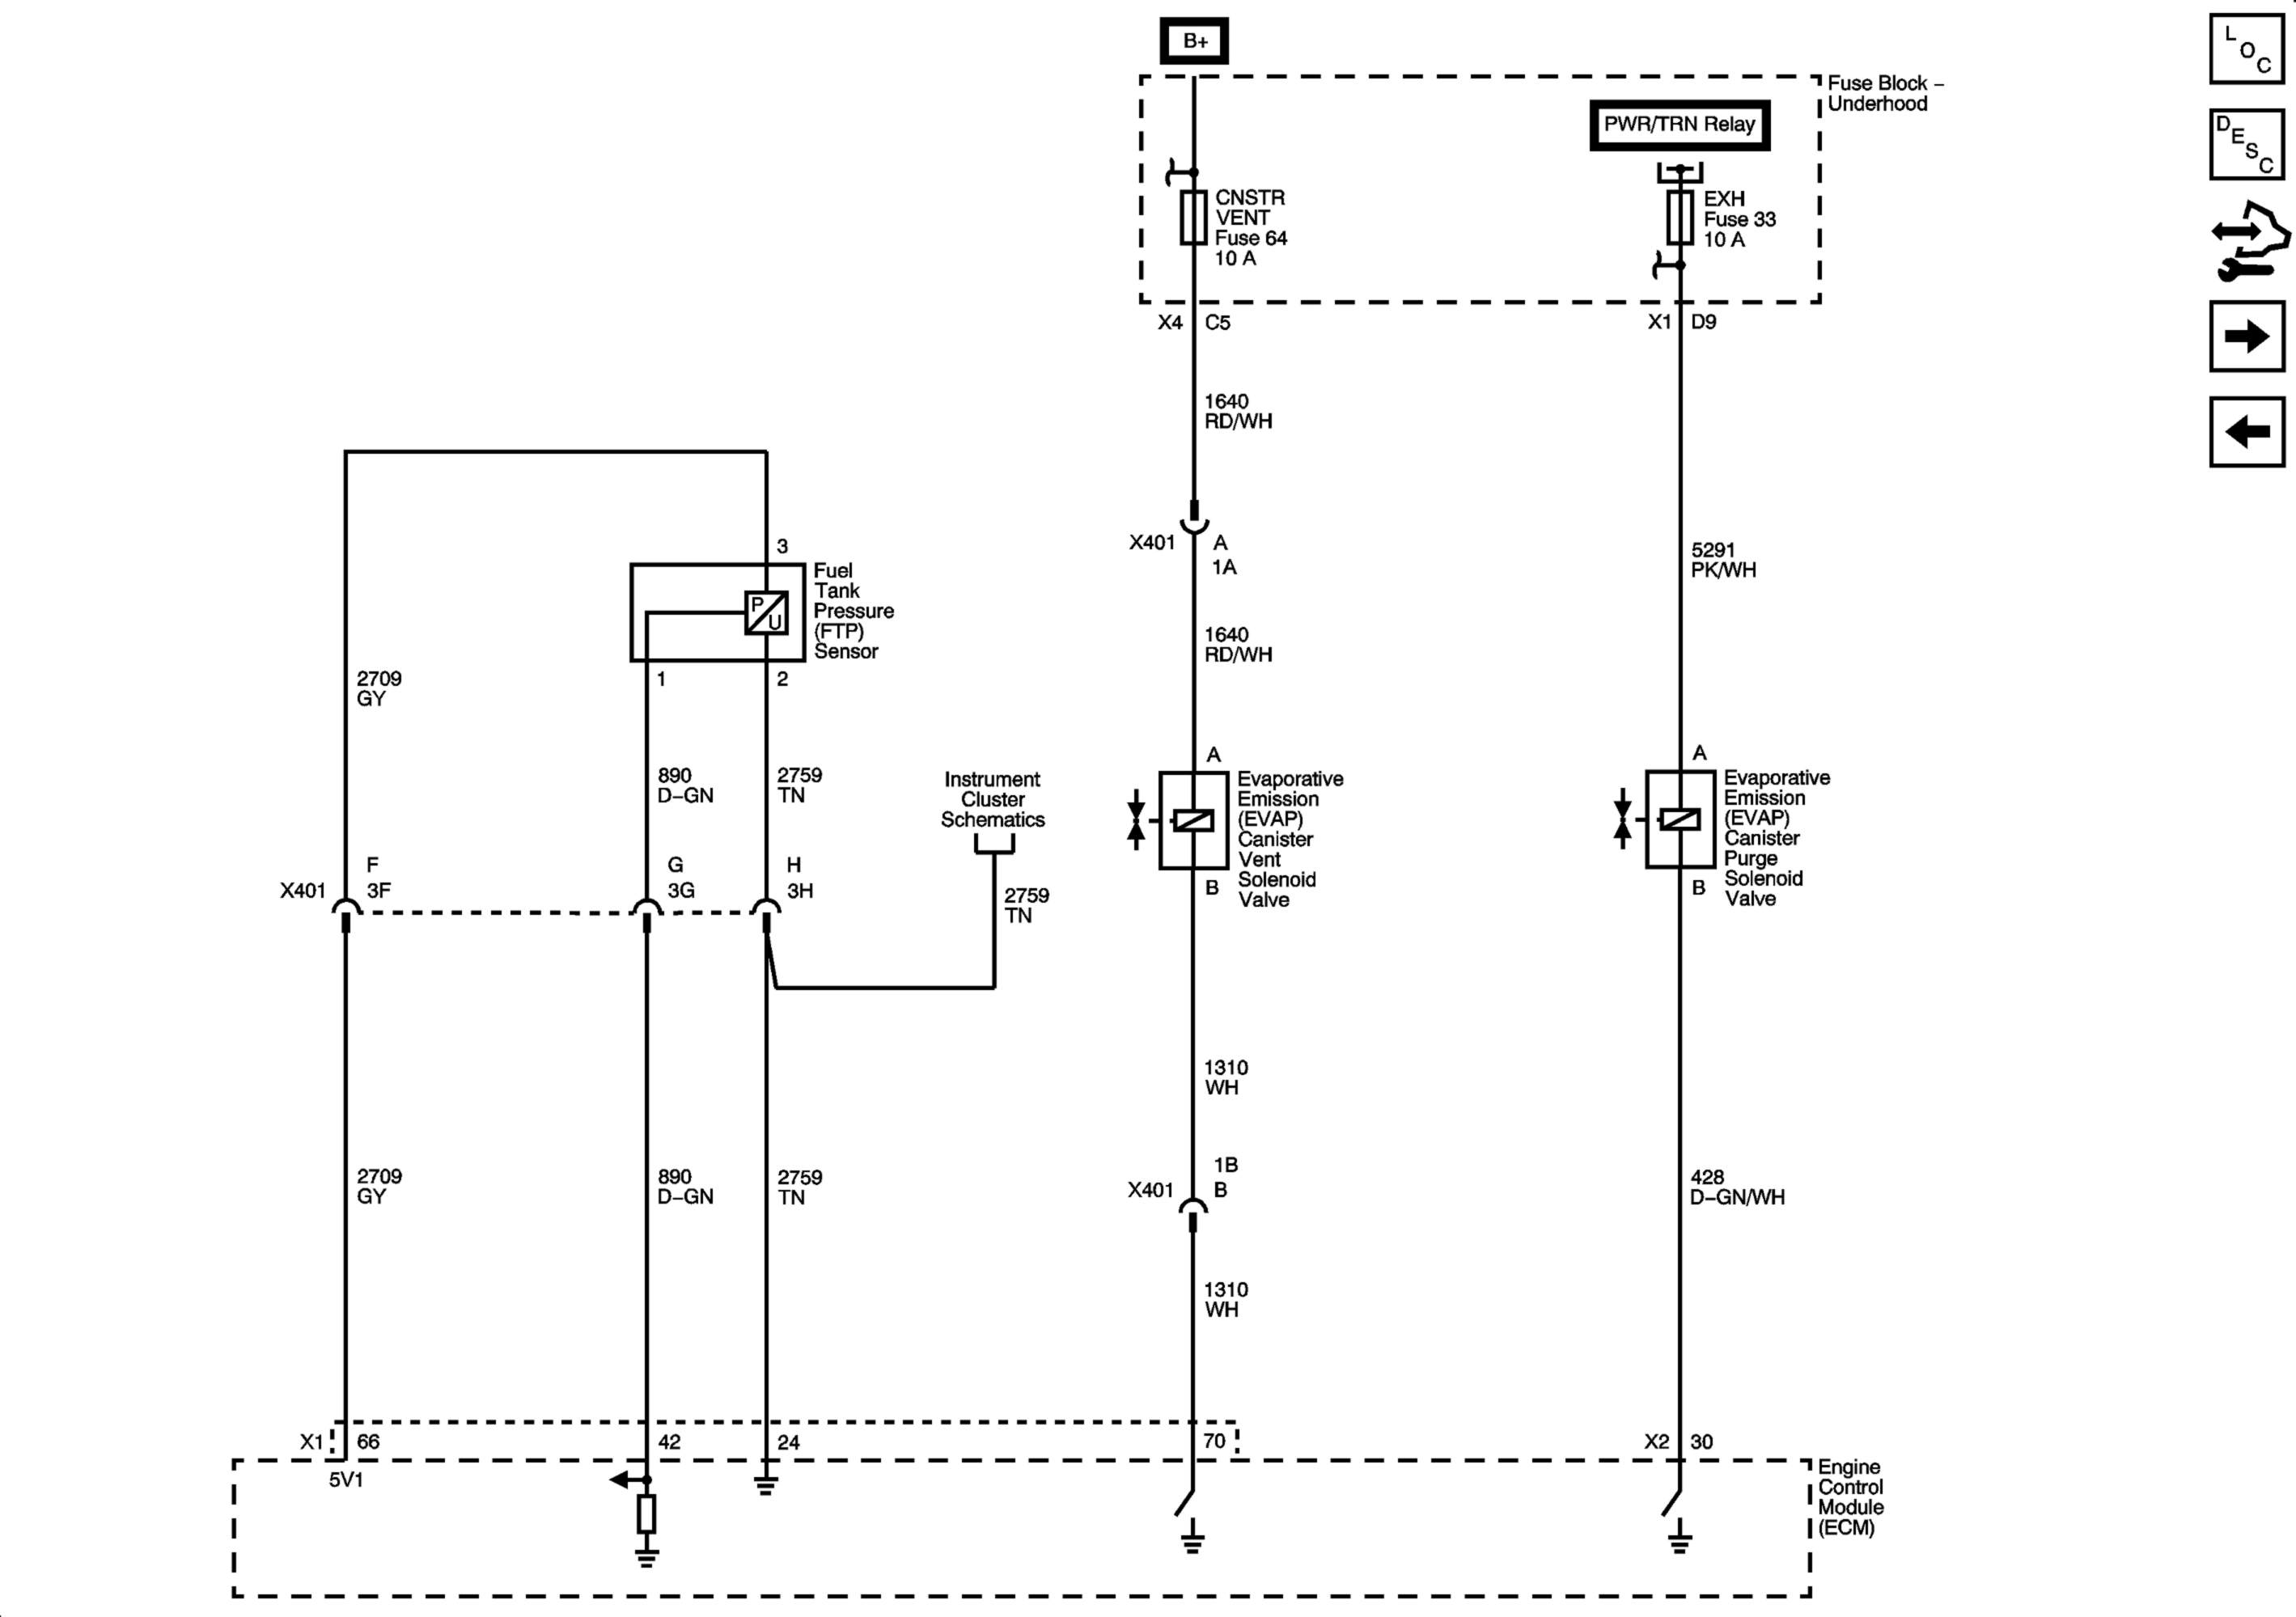 B+
Fuse Block –
Underhood
PWR/TRN Relay
CNSTR
VENT
Fuse 64
10 A
EXH
Fuse 33
10 A
X4 C5
X1 D9
1640
RD/WH
X401 A
1A
5291
PK/WH
1640
RD/WH
3
P
U
Fuel
Tank
Pressure
(FTP)
Sensor
1
2
2709
GY
890
D–GN
2759
TN
Instrument
Cluster
Schematics
2759
TN
A
Evaporative
Emission
(EVAP)
Canister
Vent
Solenoid
Valve
B
A
Evaporative
Emission
(EVAP)
Canister
Purge
Solenoid
Valve
B
F
X401 3F
G
3G
H
3H
1310
WH
1B
X401 B
2709
GY
890
D–GN
2759
TN
428
D–GN/WH
1310
WH
X1 66
42
24
70
X2 30
5V1
Engine
Control
Module
(ECM)
L
O
C
D
E
S
C